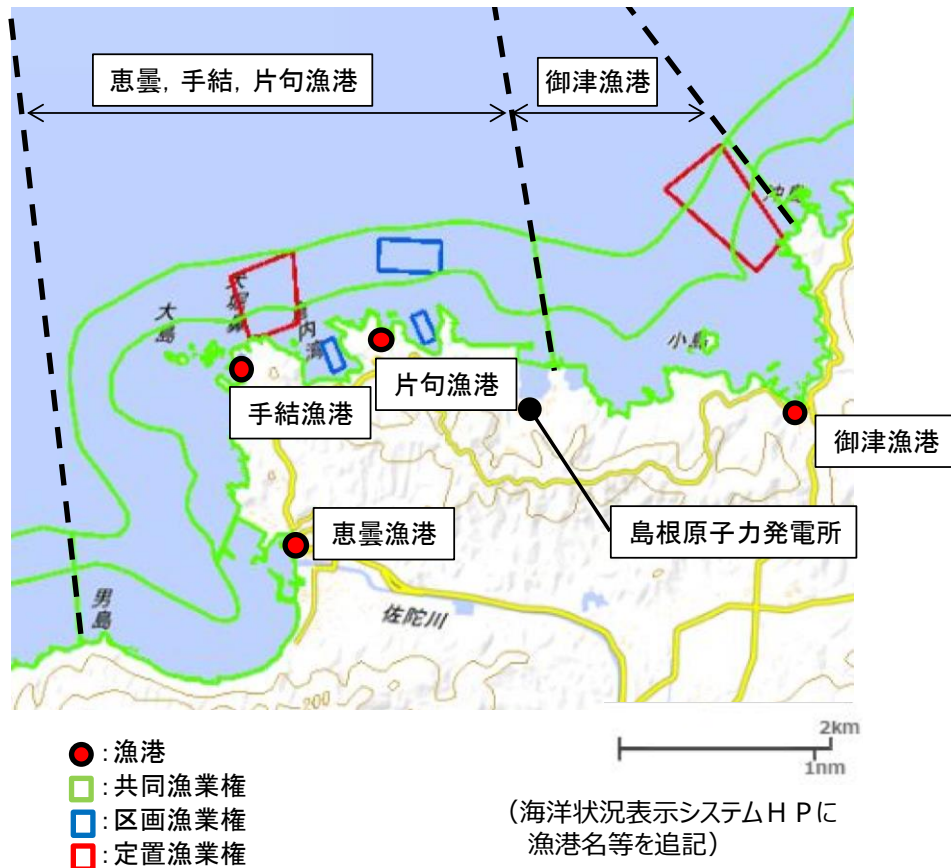 恵曇，手結，片句漁港
御津漁港
大島
小島
手結漁港
片句漁港
御津漁港
恵曇漁港
島根原子力発電所
男島
佐陀川
200
2km
1nm
：漁港
：共同漁業権
：区画漁業権
：定置漁業権
（海洋状況表示システムＨＰに
漁港名等を追記）